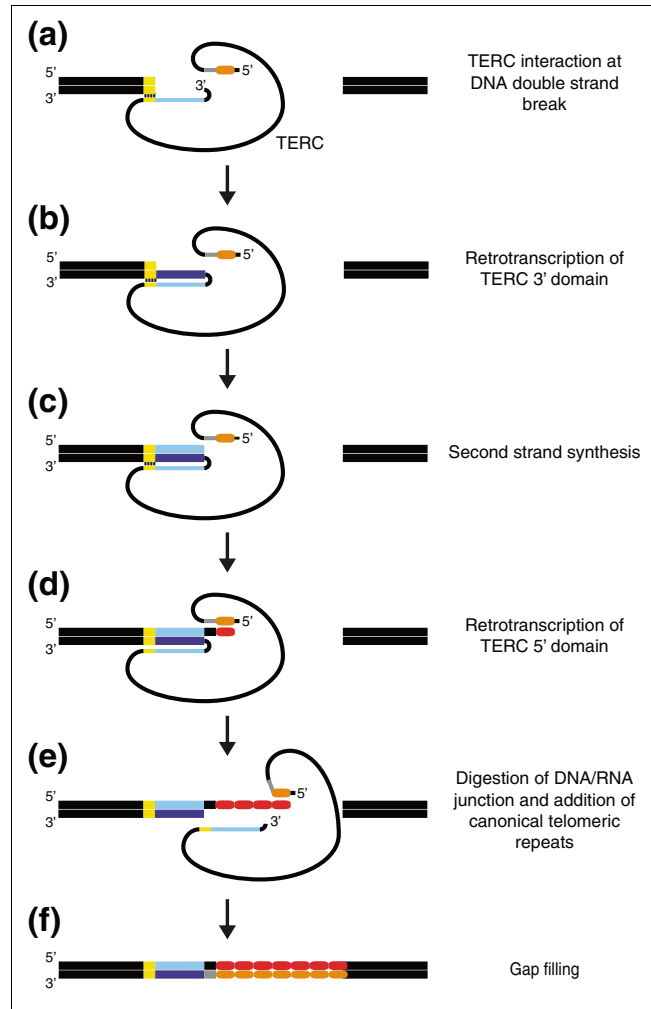 (a)
5'
3'
3'
5'
TERC
TERC interaction at
DNA double strand
break
(b)
5'
3'
5'
Retrotranscription of
TERC 3' domain
(c)
5'
3'
5'
Second strand synthesis
(d)
5'
3'
5'
Retrotranscription of
TERC 5' domain
(e)
5'
3'
5'
3'
Digestion of DNA/RNA
junction and addition of
canonical telomeric
repeats
(f)
5'
3'
Gap filling